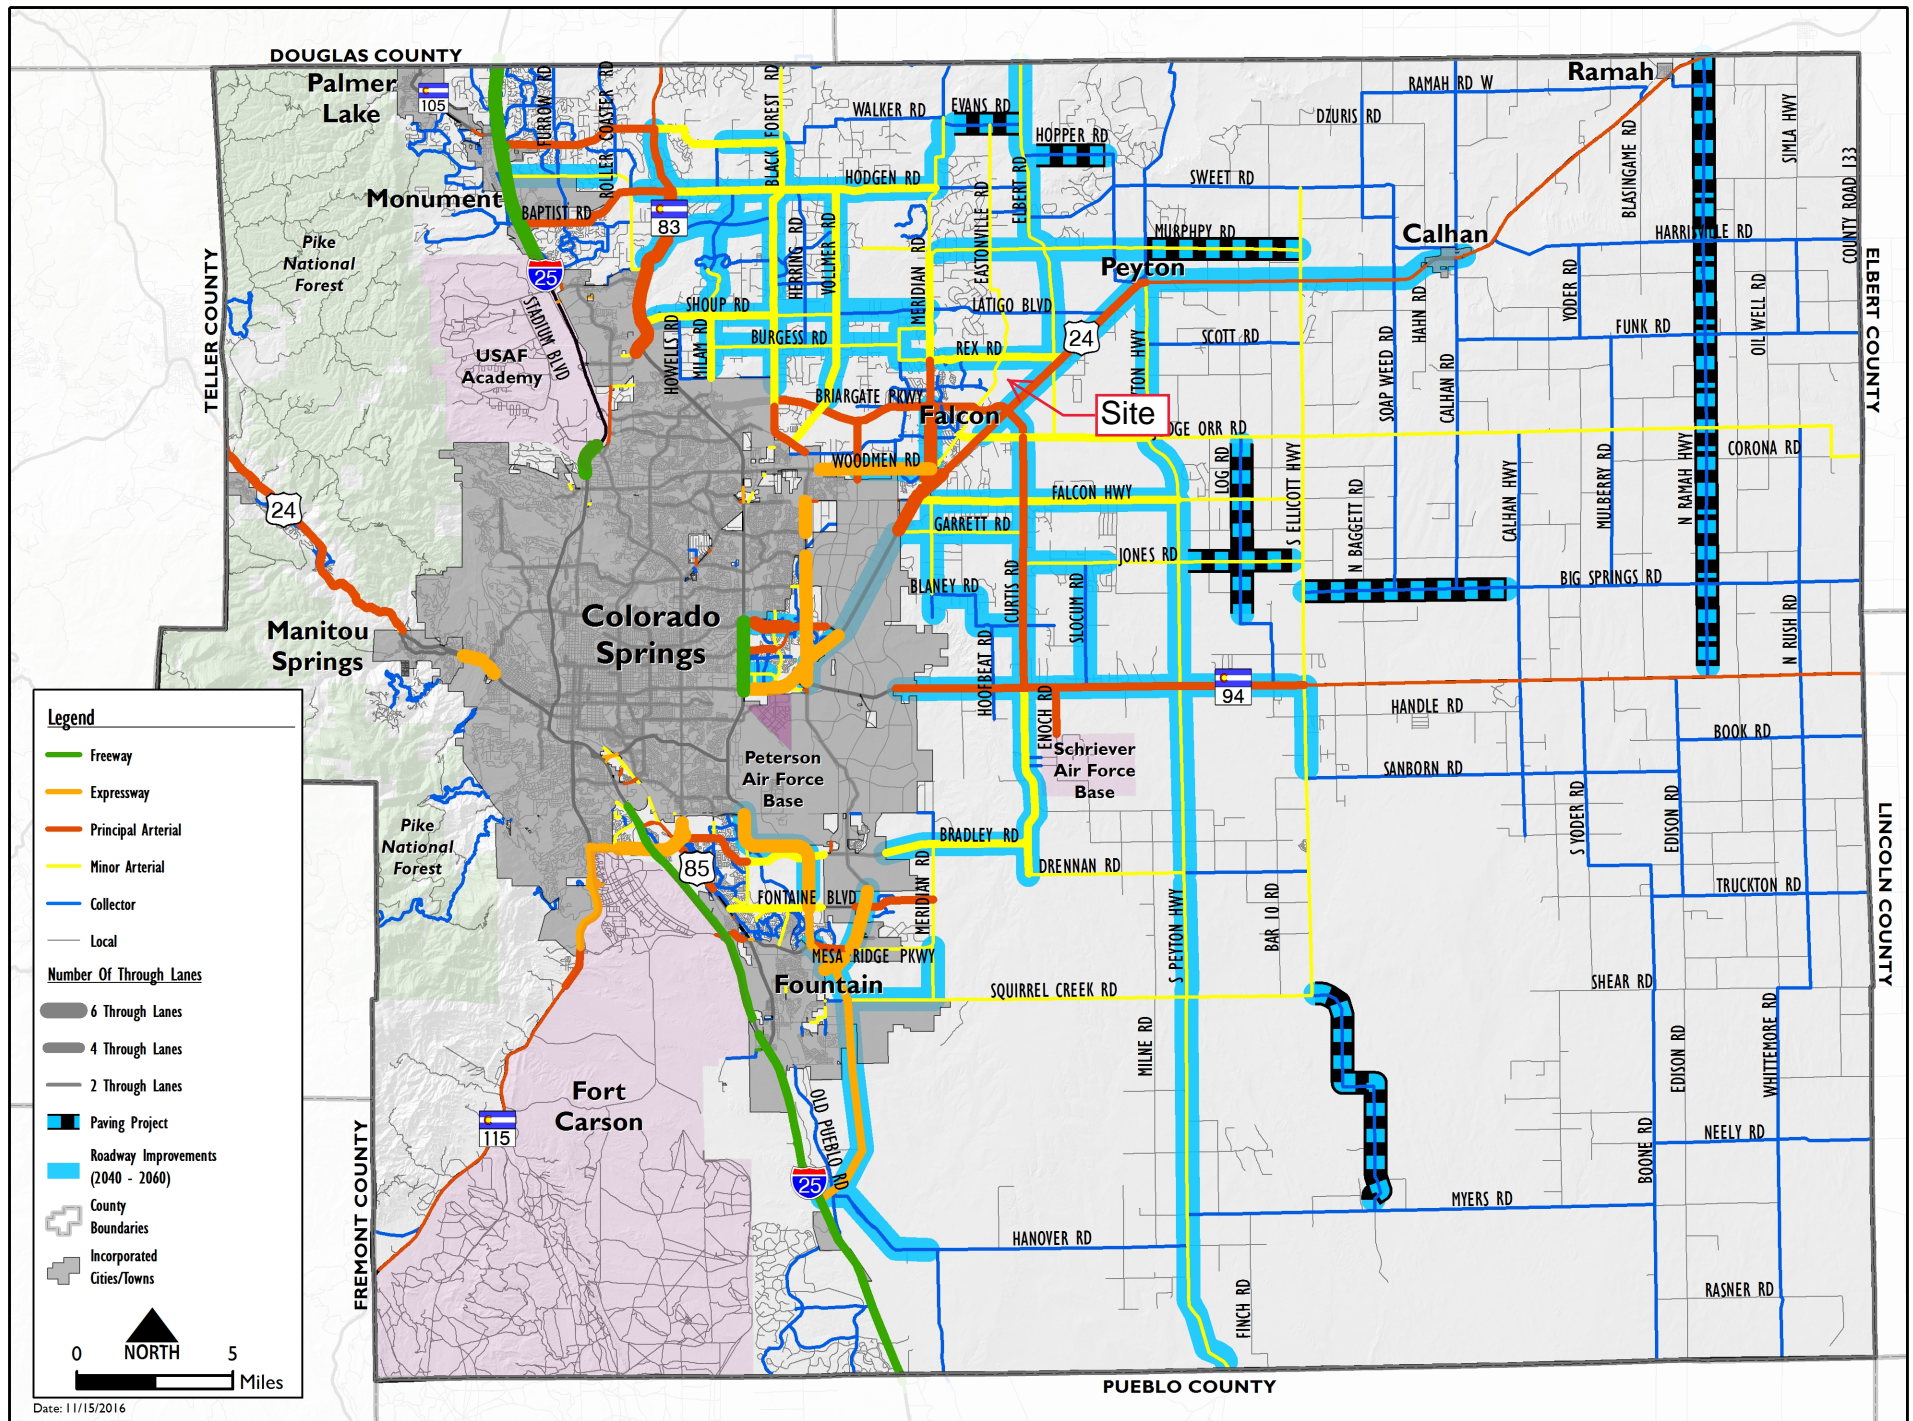 DOUGLAS COUNTY
Palmer
Lake
105
FURROW RD
ROLLER COASTER RD
BLACK FOREST RD
WALKER RD
EVANS RD
HOPPER RD
ELBERT RD
RAMAH RD W
Ramah
DZURIS RD
BLASINGAME RD
SIMLA HWY
COUNTY ROAD 133
Monument
BAPTIST RD
83
HODGEN RD
SWEET RD
EASTONVILLE RD
MURPHPY RD
Calhan
HARRISVILLE RD
Pike
National
Forest
25
HERRING RD
VOLLMER RD
MERIDIAN RD
Peyton
YODER RD
OIL WELL RD
TELLER COUNTY
ELBERT COUNTY
STADIUM BLVD
SHOUP RD
LATIGO BLVD
HAHN RD
HOWELLS RD
MILAM RD
BURGESS RD
REX RD
24
TON HWY
SCOTT RD
FUNK RD
USAF
Academy
SOAP WEED RD
CALHAN RD
BRIARGATE PKWY
Falcon
Site
DGE ORR RD
WOODMEN RD
LOG RD
S ELLICOTT HWY
CALHAN HWY
MULBERRY RD
N RAMAH HWY
CORONA RD
24
FALCON HWY
N BAGGETT RD
GARRETT RD
JONES RD
BLANEY RD
CURTIS RD
SLOCUM RD
BIG SPRINGS RD
Colorado
Springs
Manitou
Springs
HOOFBEAT RD
N RUSH RD
94
ENOCH RD
HANDLE RD
BOOK RD
Peterson
Air Force
Base
Schriever
Air Force
Base
SANBORN RD
Pike
National
Forest
85
BRADLEY RD
DRENNAN RD
S YODER RD
EDISON RD
LINCOLN COUNTY
FONTAINE BLVD
MERIDIAN RD
S PEYTON HWY
BAR 10 RD
TRUCKTON RD
MESA RIDGE PKWY
Fountain
SQUIRREL CREEK RD
SHEAR RD
MILNE RD
EDISON RD
WHITTEMORE RD
Fort
Carson
115
OLD PUEBLO RD
25
BOONE RD
NEELY RD
MYERS RD
FREMONT COUNTY
HANOVER RD
FINCH RD
RASNER RD
PUEBLO COUNTY
Legend
Freeway
Expressway
Principal Arterial
Minor Arterial
Collector
Local
Number Of Through Lanes
6 Through Lanes
4 Through Lanes
2 Through Lanes
Paving Project
Roadway Improvements
(2040 - 2060)
County
Boundaries
Incorporated
Cities/Towns
NORTH
0 5
Miles
Date: 11/15/2016